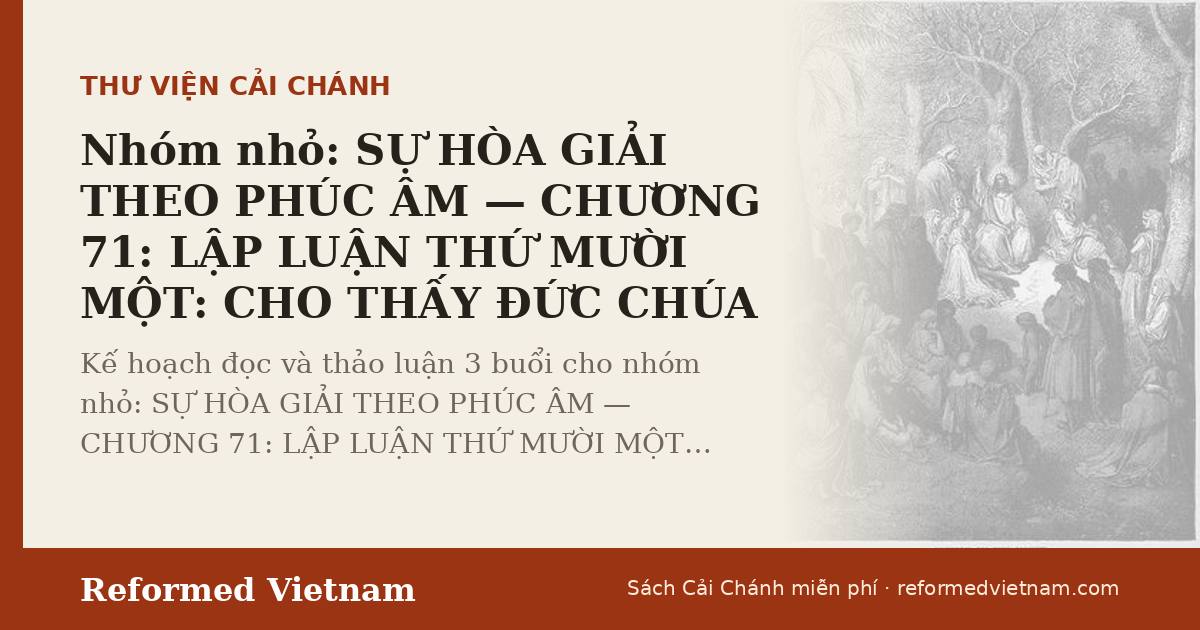 THƯ VIỆN CẢI CHÁNH
Nhóm nhỏ: SỰ HÒA GIẢI
THEO PHÚC ÂM — CHƯƠNG
71: LẬP LUẬN THỨ MƯỜI
MỘT: CHO THẤY ĐỨC CHÚA
Kế hoạch đọc và thảo luận 3 buổi cho nhóm
nhỏ: SỰ HÒA GIẢI THEO PHÚC ÂM —
CHƯƠNG 71: LẬP LUẬN THỨ MƯỜI MỘT...
Reformed Vietnam
Sách Cải Chánh miễn phí · reformedvietnam.com